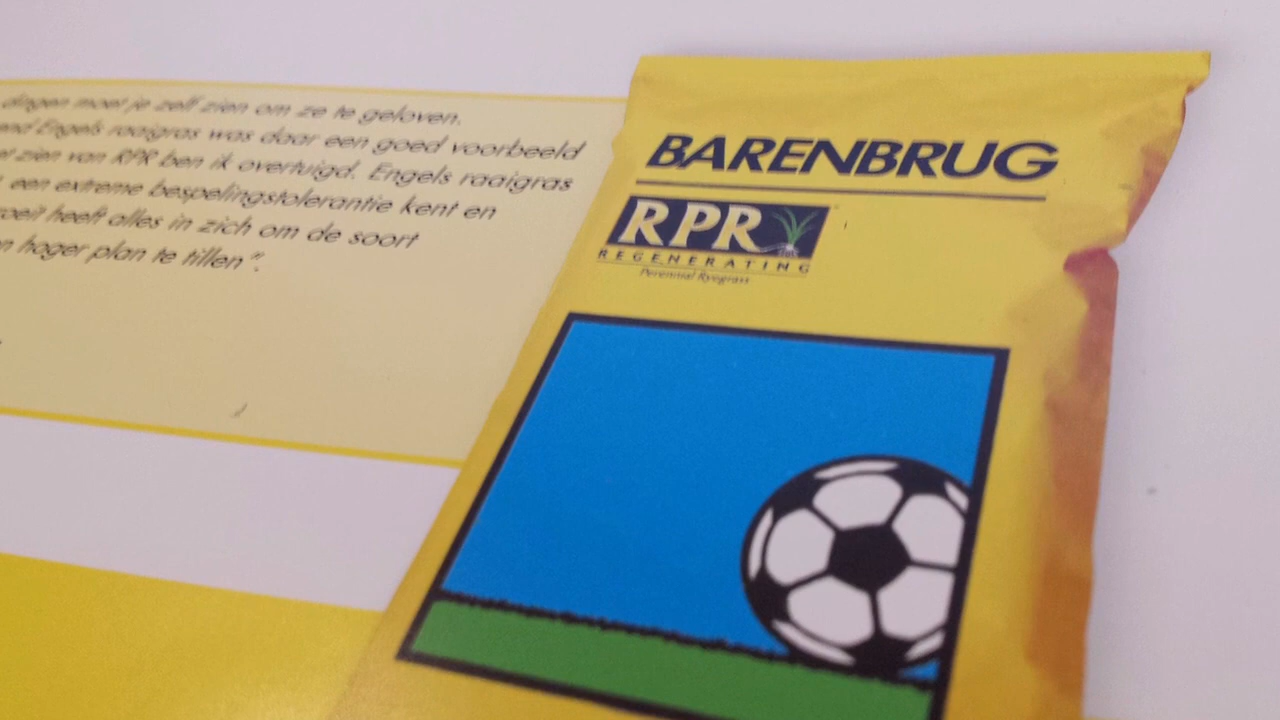 dingen moet je zelf zien om ze te geloven.
Engels raaigras was daar een goed voorbeeld
zien van RPR ben ik overtuigd. Engels raaigras
een extreme bespelingstolerantie kent en
heeft alles in zich om de soort
hoger plan te tillen".
BARENBRUG
RPR
REGENERATING
Perennial Ryegrass